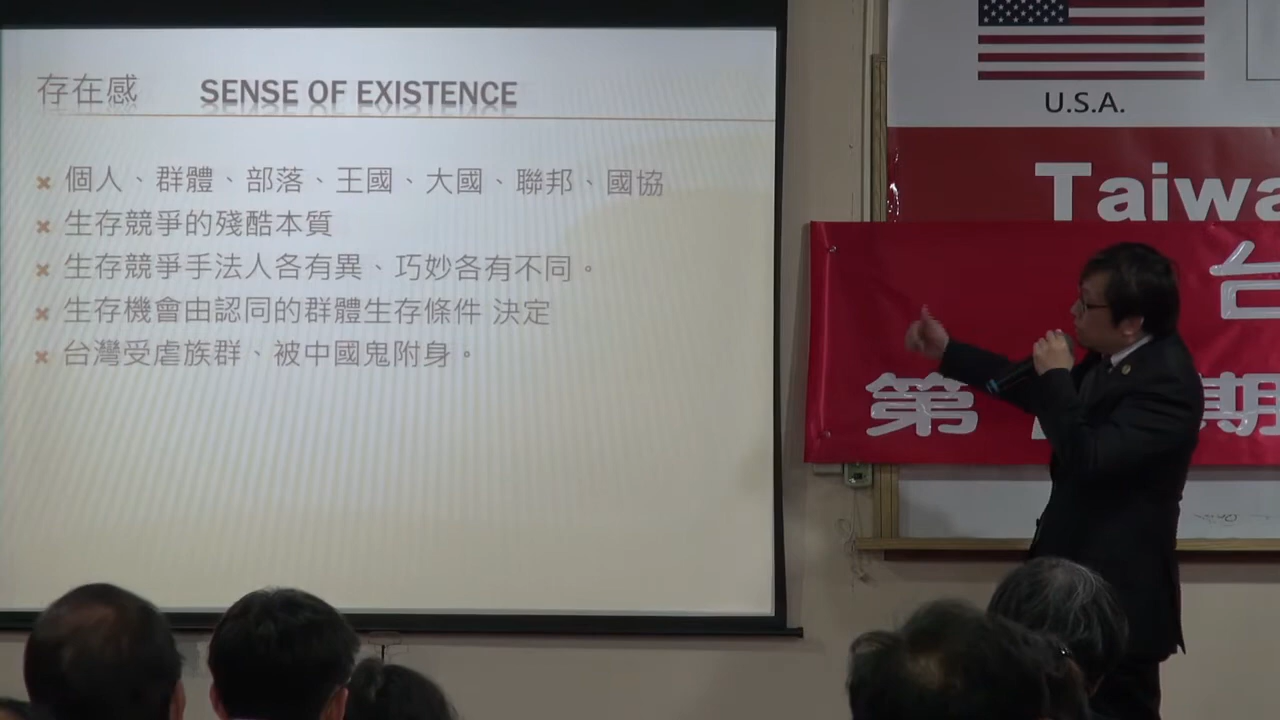 存在感 SENSE OF EXISTENCE
個人、群體、部落、王國、大國、聯邦、國協
生存競爭的殘酷本質
生存競爭手法人各有異、巧妙各有不同。
生存機會由認同的群體生存條件 決定
台灣受虐族群、被中國鬼附身。
U.S.A.
Taiwa
台
第 期